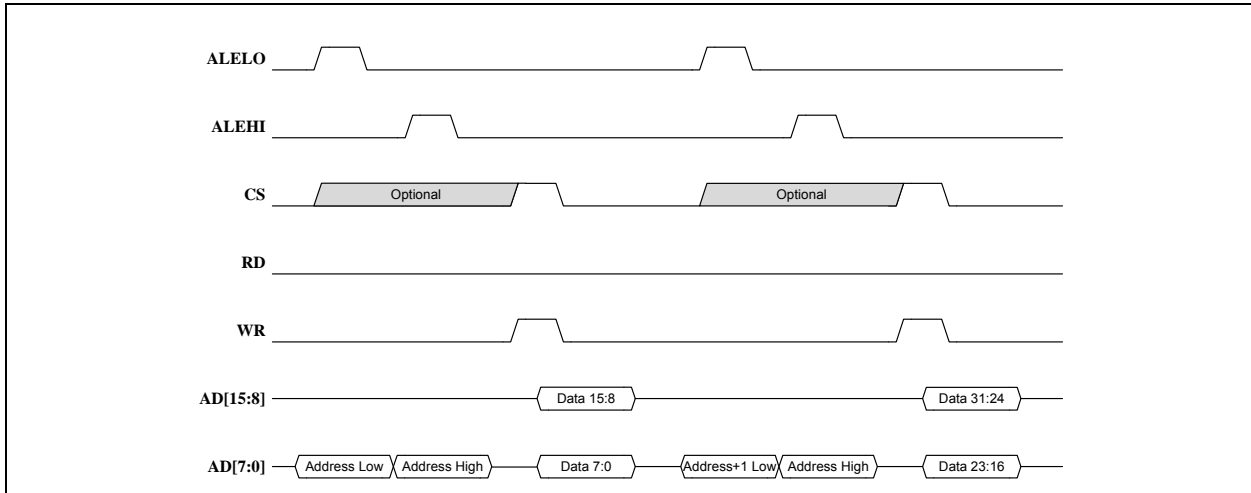 ALELO
ALEHI
CS Optional Optional
RD
WR
AD[15:8] Data 15:8 Data 31:24
AD[7:0] Address Low Address High Data 7:0 Address+1 Low Address High Data 23:16